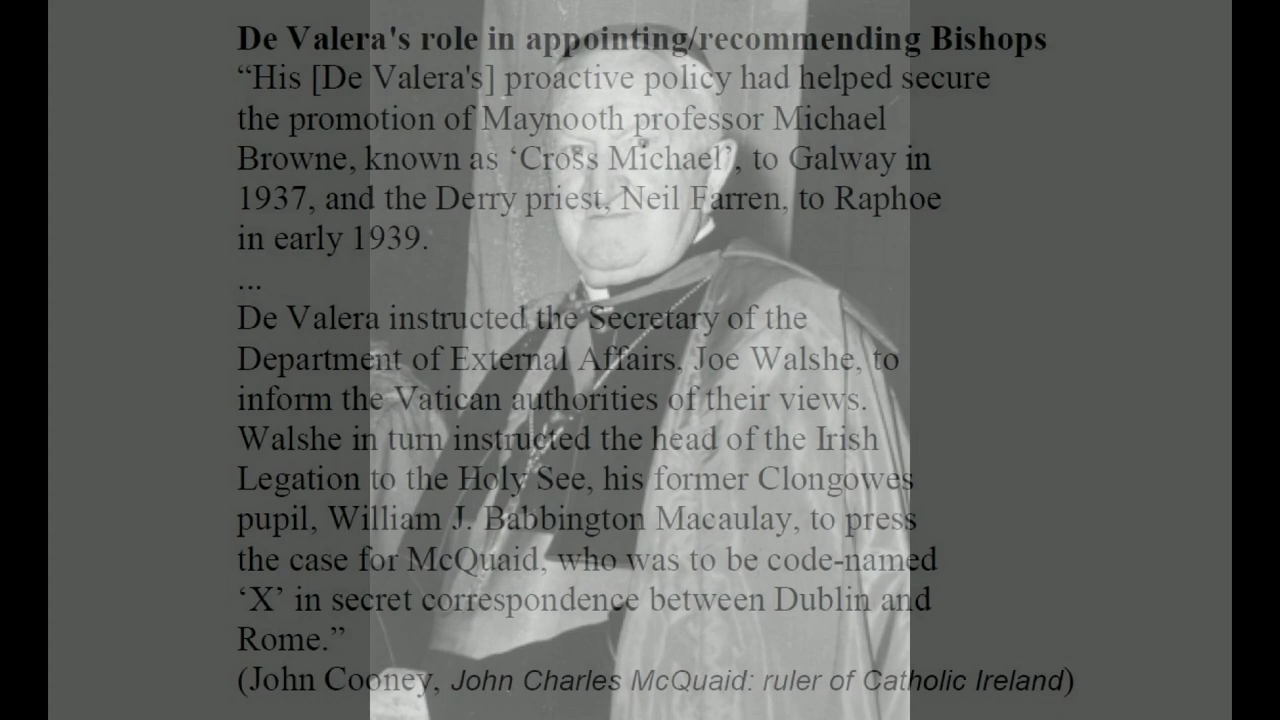 De Valera's role in appointing/recommending Bishops
“His [De Valera's] proactive policy had helped secure
the promotion of Maynooth professor Michael
Browne, known as ‘Cross Michael’, to Galway in
1937, and the Derry priest, Neil Farren, to Raphoe
in early 1939.
...
De Valera instructed the Secretary of the
Department of External Affairs, Joe Walshe, to
inform the Vatican authorities of their views.
Walshe in turn instructed the head of the Irish
Legation to the Holy See, his former Clongowes
pupil, William J. Babbington Macaulay, to press
the case for McQuaid, who was to be code-named
‘X’ in secret correspondence between Dublin and
Rome.”
(John Cooney, John Charles McQuaid: ruler of Catholic Ireland)